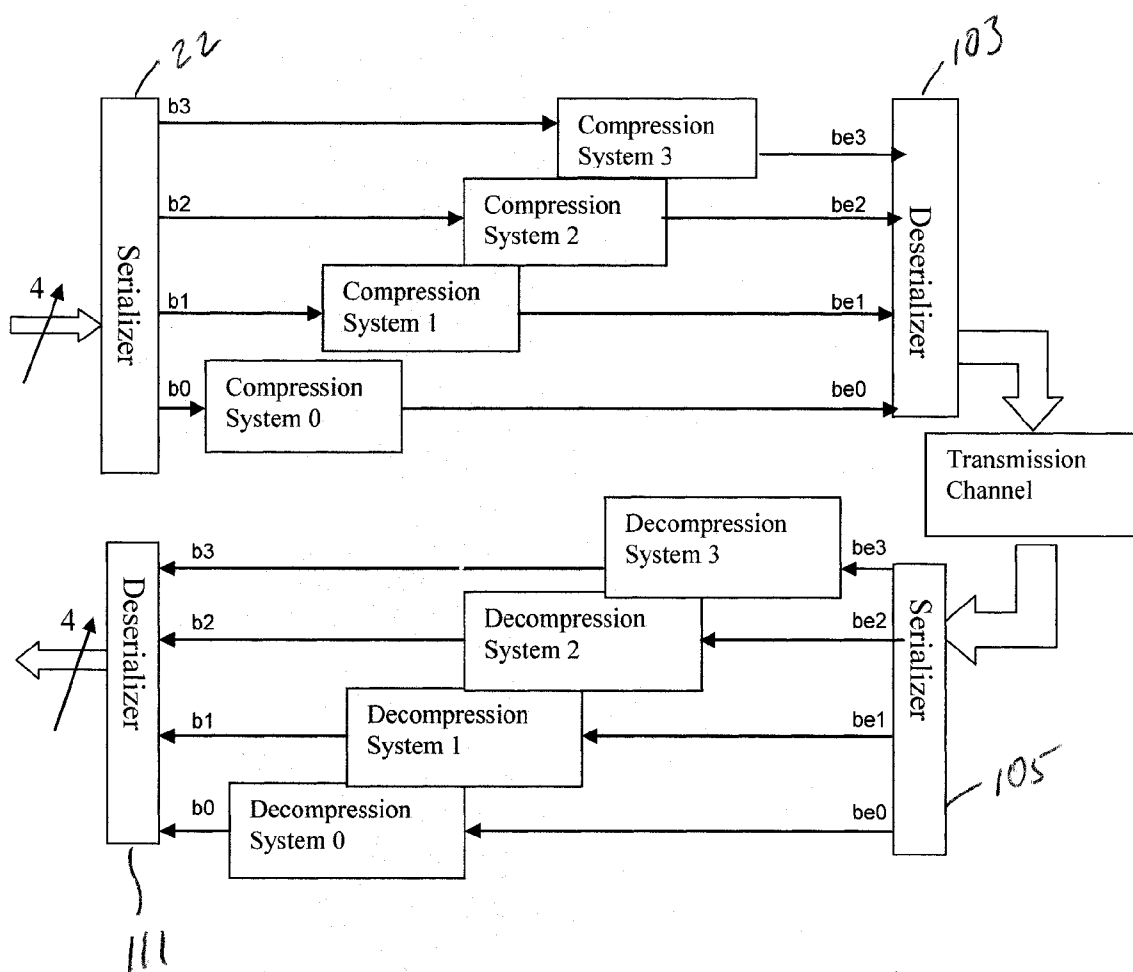 22
103
b3
Compression
System 3
be3
b2
Compression
System 2
be2
Serializer
Deserializer
4
b1
Compression
System 1
be1
b0
Compression
System 0
be0
Transmission
Channel
b3
Decompression
System 3
be3
Deserializer
Serializer
4
b2
Decompression
System 2
be2
b1
Decompression
System 1
be1
105
b0
Decompression
System 0
be0
111